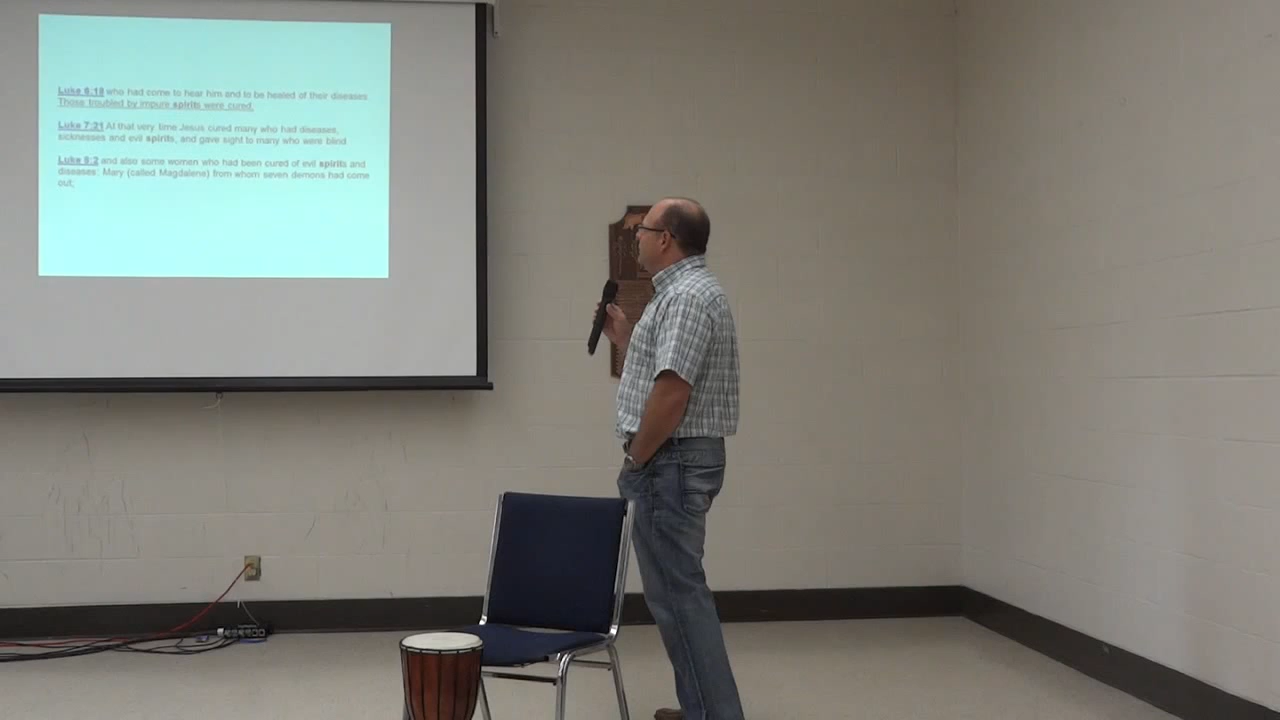 Luke 6:18 who had come to hear him and to be healed of their diseases.
Those troubled by impure spirits were cured,
Luke 7:21 At that very time Jesus cured many who had diseases,
sicknesses and evil spirits, and gave sight to many who were blind
Luke 8:2 and also some women who had been cured of evil spirits and
diseases: Mary (called Magdalene) from whom seven demons had come
out;